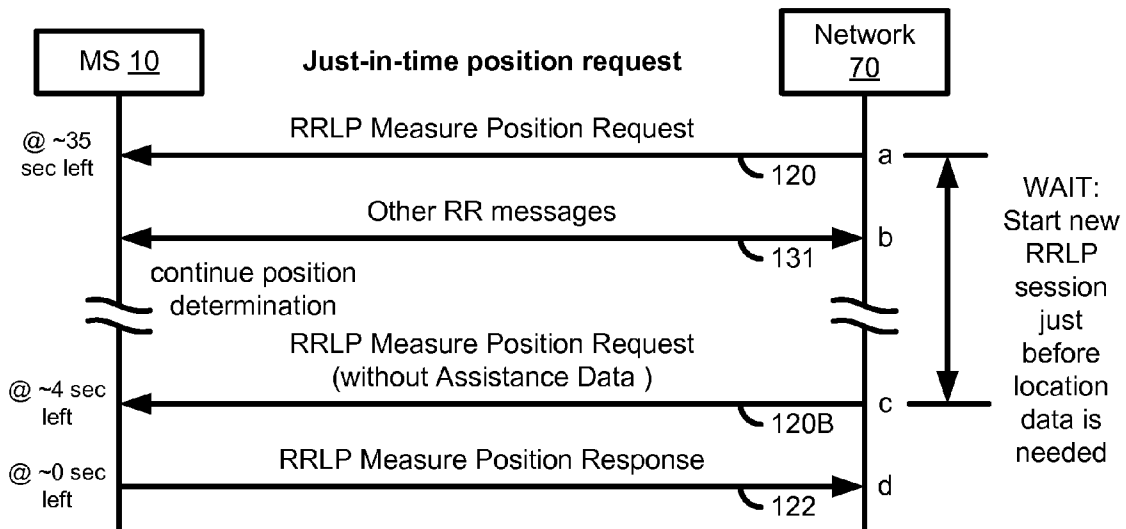 MS 10
Just-in-time position request
Network
70
RRLP Measure Position Request
@ ~35
sec left
a
120
Other RR messages
b
131
continue position
determination
WAIT:
Start new
RRLP
session
just
before
location
data is
needed
RRLP Measure Position Request
(without Assistance Data )
@ ~4 sec
left
c
120B
RRLP Measure Position Response
@ ~0 sec
left
d
122